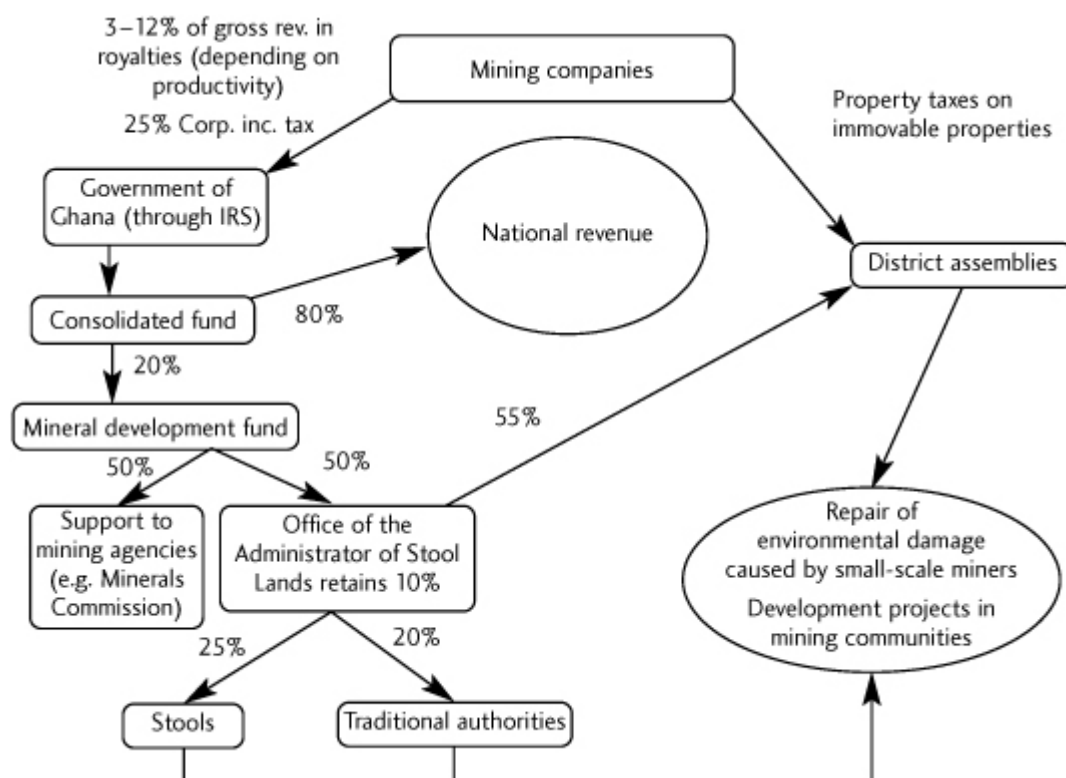 3–12% of gross rev. in
royalties (depending on
productivity)
25% Corp. inc. tax
Mining companies
Property taxes on
immovable properties
Government of
Ghana (through IRS)
National revenue
District assemblies
Consolidated fund
80%
20%
Mineral development fund
55%
50%
50%
Support to
mining agencies
(e.g. Minerals
Commission)
Office of the
Administrator of Stool
Lands retains 10%
Repair of
environmental damage
caused by small-scale miners
Development projects in
mining communities
25%
20%
Stools
Traditional authorities